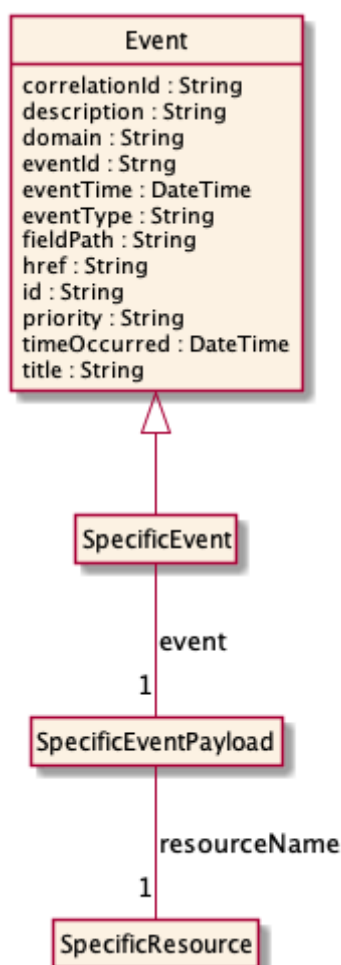 Event
correlationId : String
description : String
domain : String
eventId : Strng
eventTime : DateTime
eventType : String
fieldPath : String
href : String
id : String
priority : String
timeOccurred : DateTime
title : String
SpecificEvent
event
1
SpecificEventPayload
resourceName
1
SpecificResource